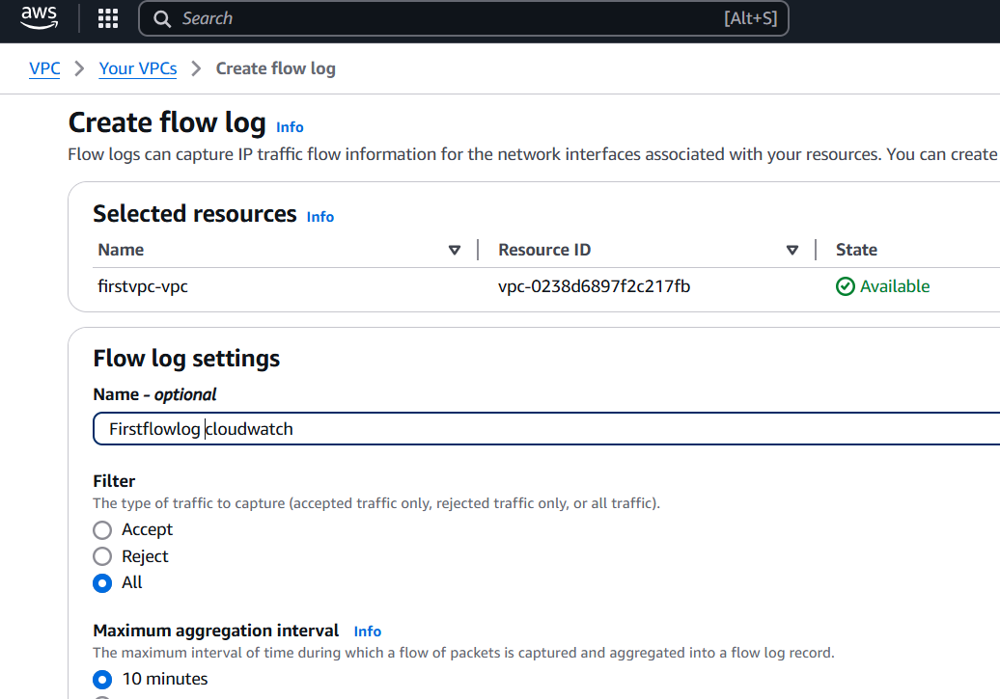 aws
Search [Alt+S]
VPC > Your VPCs > Create flow log
Create flow log Info
Flow logs can capture IP traffic flow information for the network interfaces associated with your resources. You can create
Selected resources Info
Name Resource ID State
firstvpc-vpc vpc-0238d6897f2c217fb Available
Flow log settings
Name - optional
Firstflowlog cloudwatch
Filter
The type of traffic to capture (accepted traffic only, rejected traffic only, or all traffic).
Accept
Reject
All
Maximum aggregation interval Info
The maximum interval of time during which a flow of packets is captured and aggregated into a flow log record.
10 minutes